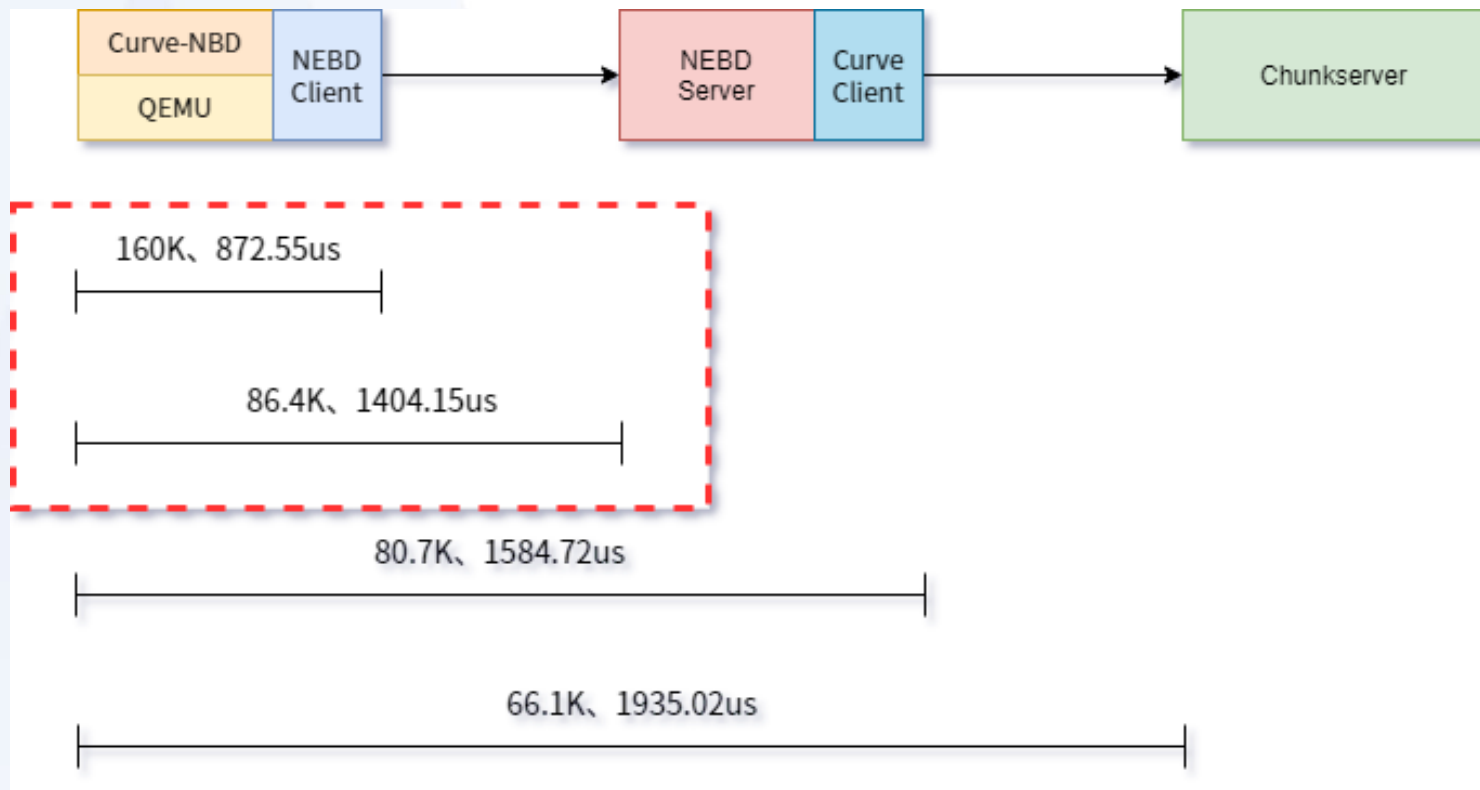 Curve-NBD
QEMU
NEBD
Client
NEBD
Server
Curve
Client
Chunkserver
160K、872.55us
86.4K、1404.15us
80.7K、1584.72us
66.1K、1935.02us